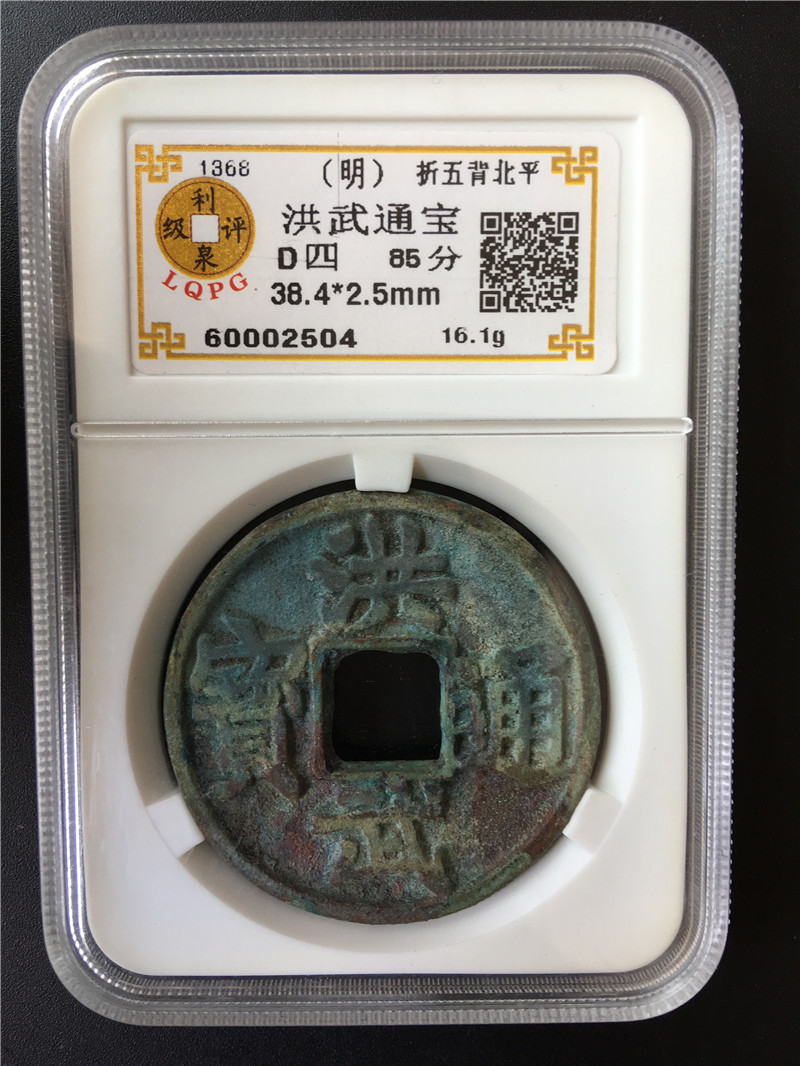 1368 （明） 折五背北平
利泉评级
LQPG
洪武通宝
D四 85分
38.4*2.5mm
60002504 16.1g
洪武通寳